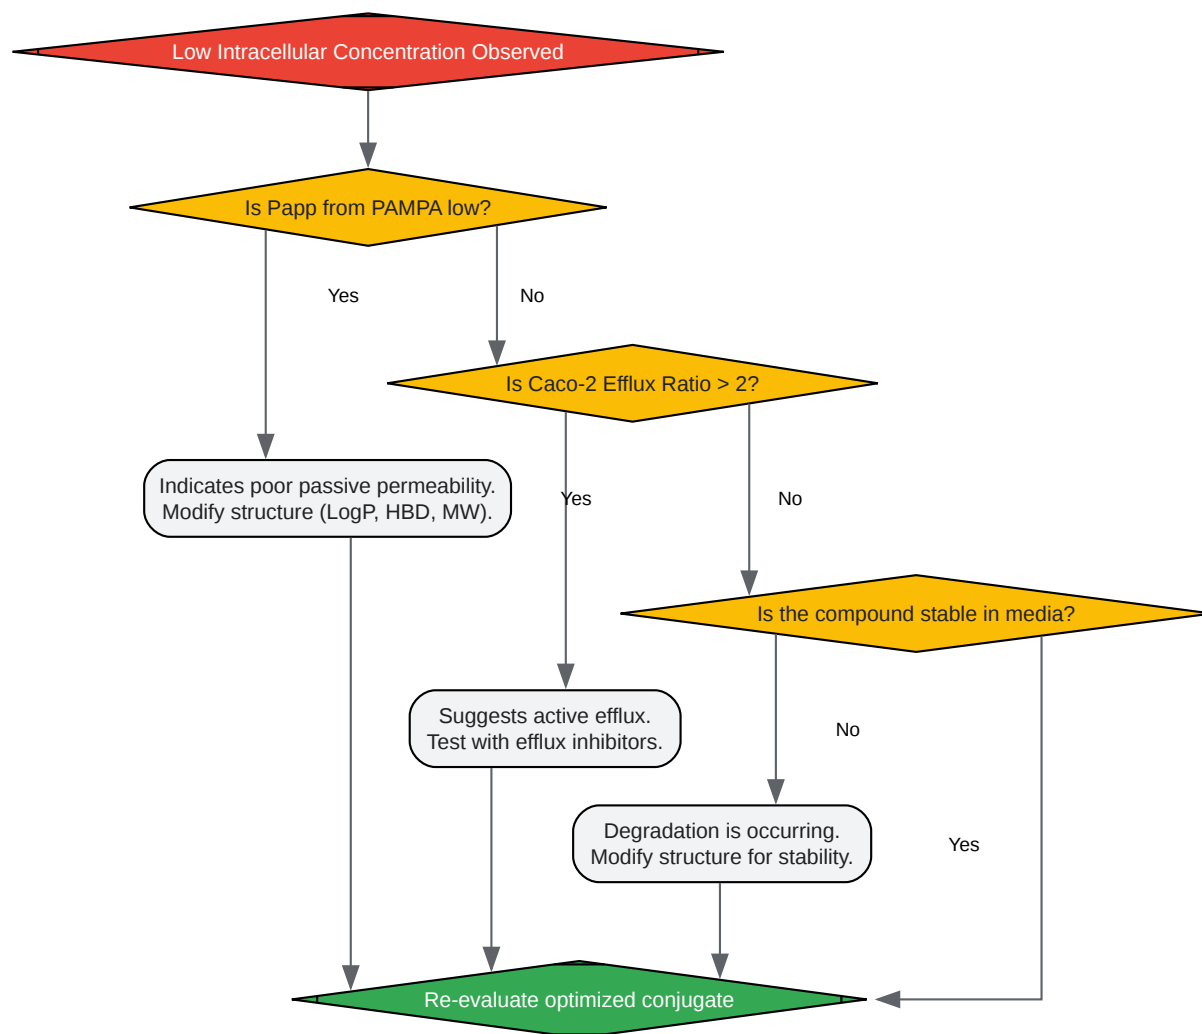 Low Intracellular Concentration Observed
Is Papp from PAMPA low?
Yes
No
Is Caco-2 Efflux Ratio > 2?
Indicates poor passive permeability.
Modify structure (LogP, HBD, MW).
Yes
No
Is the compound stable in media?
Suggests active efflux.
Test with efflux inhibitors.
No
Degradation is occurring.
Modify structure for stability.
Yes
Re-evaluate optimized conjugate